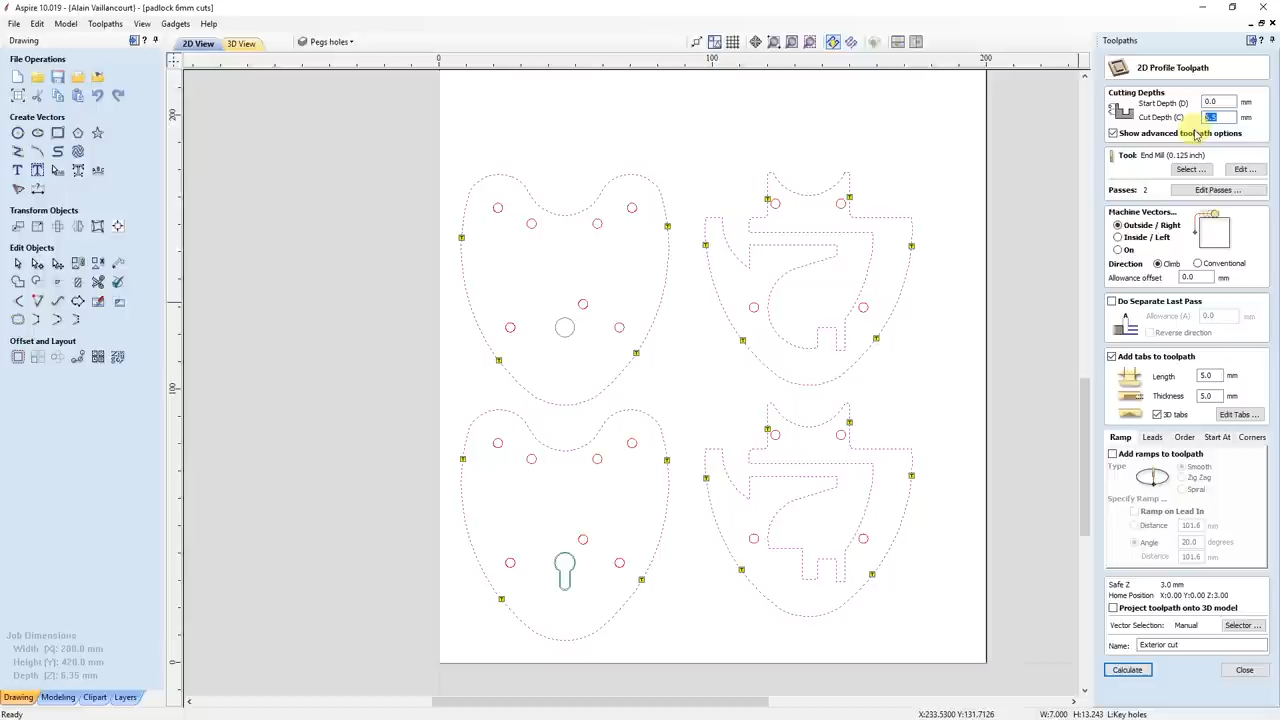 Aspire 10.019 - {Alain Vaillancourt} - [padlock 6mm cuts]
File Edit Model Toolpaths View Gadgets Help
Drawing
2D View
3D View
Pegs holes
Toolpaths
File Operations
Create Vectors
Transform Objects
Edit Objects
Offset and Layout
Job Dimensions
Width [X]: 200.0 mm
Height [Y]: 420.0 mm
Depth [Z]: 6.35 mm
Drawing Modeling Clipart Layers
Ready
0 100 200
200
100
0
2D Profile Toolpath
Cutting Depths
Start Depth (D) 0.0 mm
Cut Depth (C) mm
Show advanced toolpath options
Tool: End Mill (0.125 inch)
Select ... Edit ...
Passes: 2 Edit Passes ...
Machine Vectors...
Outside / Right
Inside / Left
On
Direction Climb Conventional
Allowance offset 0.0 mm
Do Separate Last Pass
Allowance (A) 0.0 mm
Reverse direction
Add tabs to toolpath
Length 5.0 mm
Thickness 5.0 mm
3D tabs Edit Tabs ...
Ramp Leads Order Start At Corners
Add ramps to toolpath
Type Smooth
Zig Zag
Spiral
Specify Ramp ...
Ramp on Lead In
Distance 101.6 mm
Angle 20.0 degrees
Distance 101.6 mm
Safe Z 3.0 mm
Home Position X:0.00 Y:0.00 Z:3.00
Project toolpath onto 3D model
Vector Selection: Manual Selector ...
Name: Exterior cut
Calculate Close
X:233.5300 Y:131.7126
W:7.000 H:13.243 L:Key holes